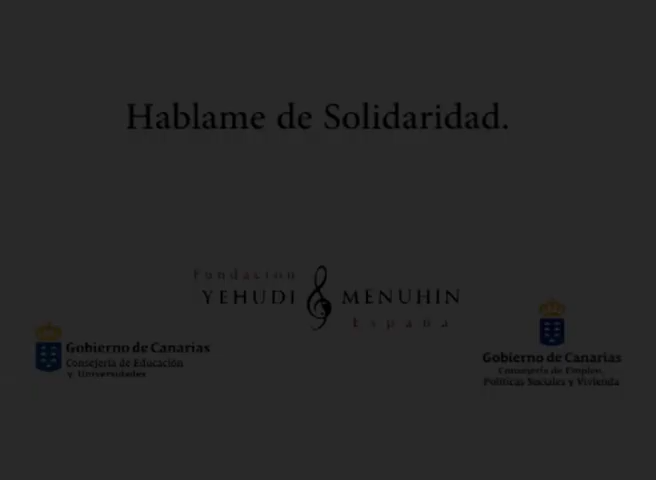 Hablame de Solidaridad.
Fundación
YEHUDI MENUHIN
España
Gobierno de Canarias
Consejería de Educación
y Universidades
Gobierno de Canarias
Consejería de Empleo,
Políticas Sociales y Vivienda